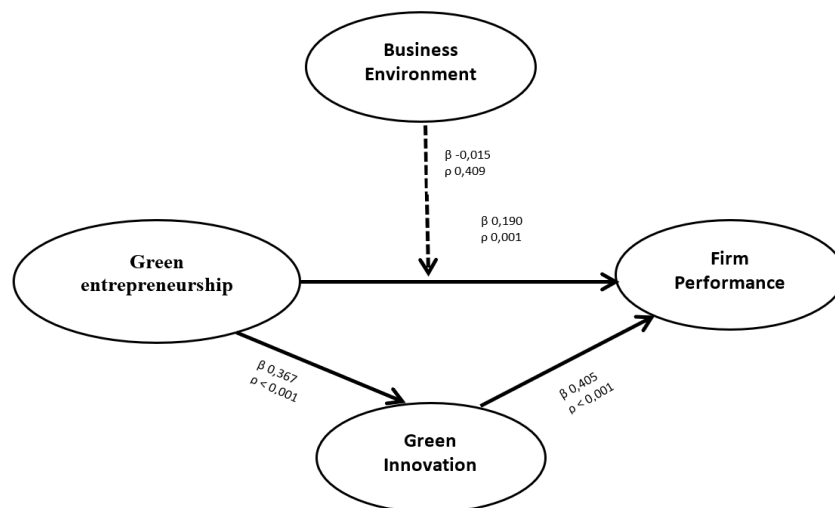 Business
Environment
β -0,015
ρ 0,409
β 0,190
ρ 0,001
Green
entrepreneurship
Firm
Performance
β 0,367
ρ < 0,001
β 0,405
ρ < 0,001
Green
Innovation